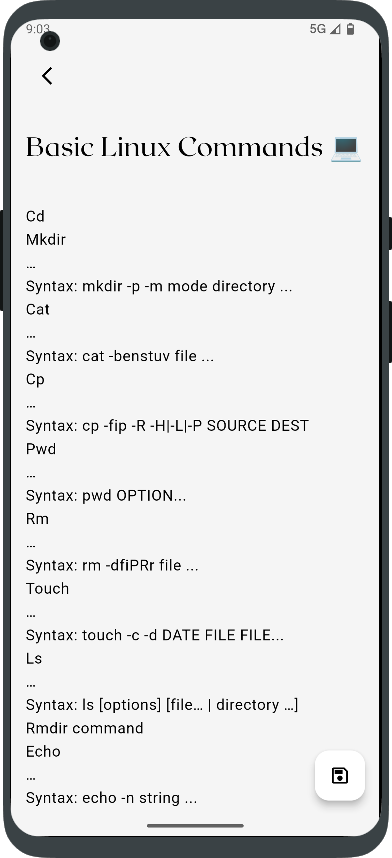 9:03
5G
Basic Linux Commands 💻
Cd
Mkdir
…
Syntax: mkdir -p -m mode directory ...
Cat
…
Syntax: cat -benstuv file ...
Cp
…
Syntax: cp -fip -R -H|-L|-P SOURCE DEST
Pwd
…
Syntax: pwd OPTION...
Rm
…
Syntax: rm -dfiPRr file ...
Touch
…
Syntax: touch -c -d DATE FILE FILE...
Ls
…
Syntax: ls [options] [file… | directory …]
Rmdir command
Echo
…
Syntax: echo -n string ...